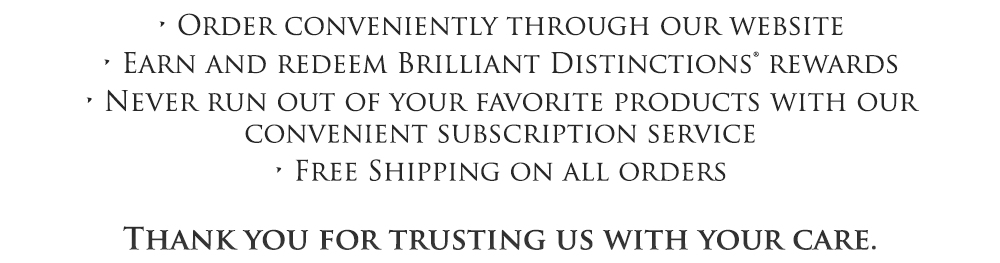 ‣ Order conveniently through our website
‣ Earn and redeem Brilliant Distinctions® rewards
‣ Never run out of your favorite products with our
convenient subscription service
‣ Free Shipping on all orders
Thank you for trusting us with your care.